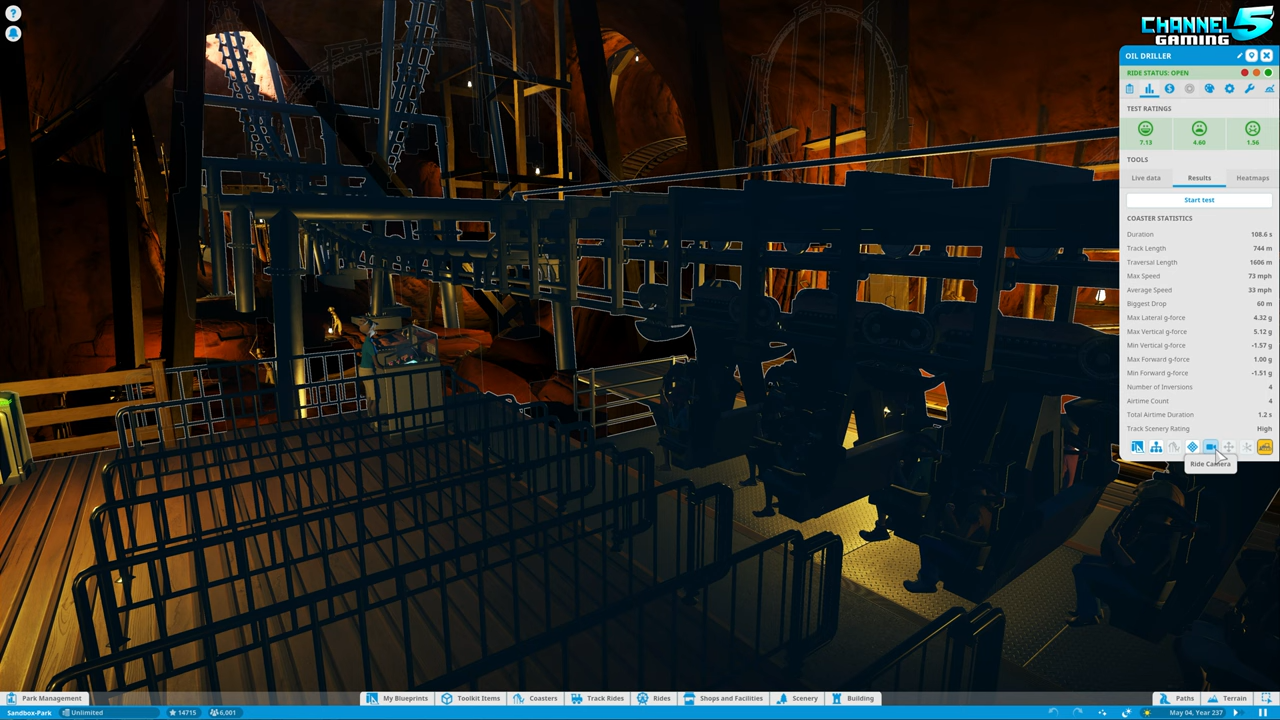 ?
CHANNEL 5
GAMING
OIL DRILLER
RIDE STATUS: OPEN
TEST RATINGS
7.13 4.60 1.36
TOOLS
Live data Results Heatmaps
Start test
COASTER STATISTICS
Duration 108.6 s
Track Length 744 m
Traversal Length 1606 m
Max Speed 73 mph
Average Speed 33 mph
Biggest Drop 60 m
Max Lateral g-force 4.32 g
Max Vertical g-force 5.12 g
Min Vertical g-force -1.57 g
Max Forward g-force 1.00 g
Min Forward g-force -1.51 g
Number of Inversions 4
Airtime Count 4
Total Airtime Duration 1.2 s
Track Scenery Rating High
Ride Camera
Park Management My Blueprints Toolkit Items Coasters Track Rides Rides Shops and Facilities Scenery Building Paths Terrain
Sandbox-Park Unlimited 14715 6,001 May 04, Year 237